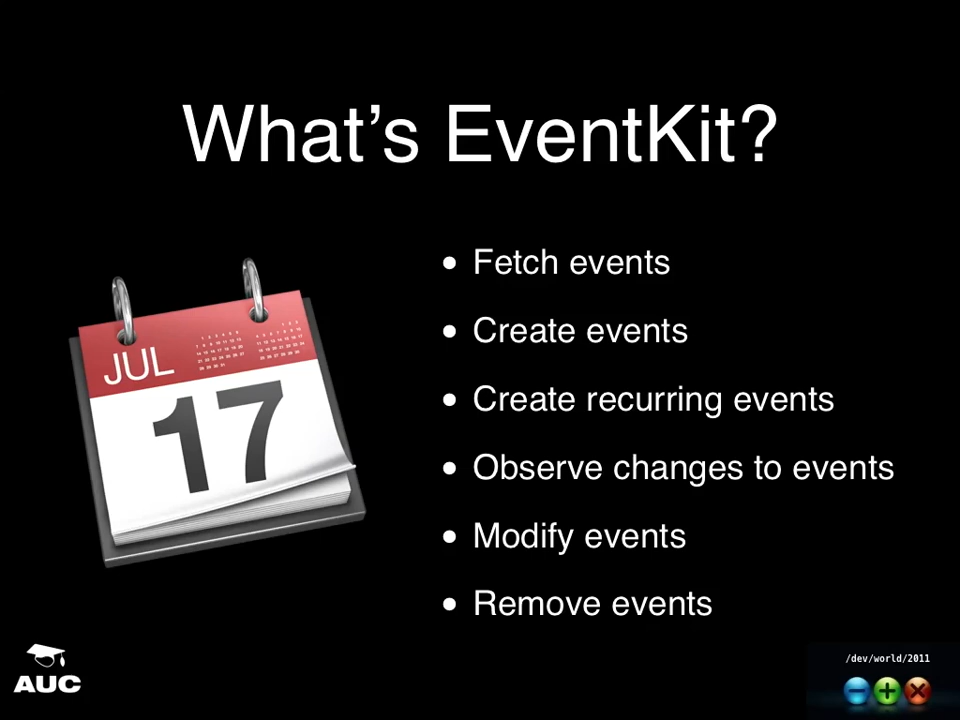 What's EventKit?
• Fetch events
• Create events
• Create recurring events
• Observe changes to events
• Modify events
• Remove events
JUL
17
AUC
/dev/world/2011